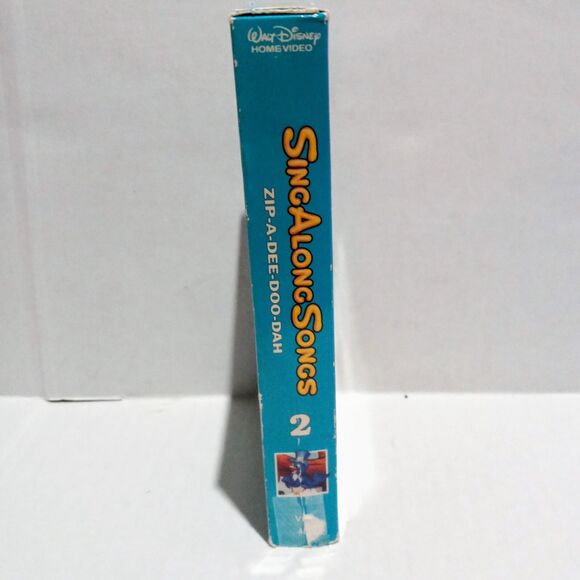 WALT DISNEY
HOME VIDEO
SING ALONG SONGS
ZIP-A-DEE-DOO-DAH
2